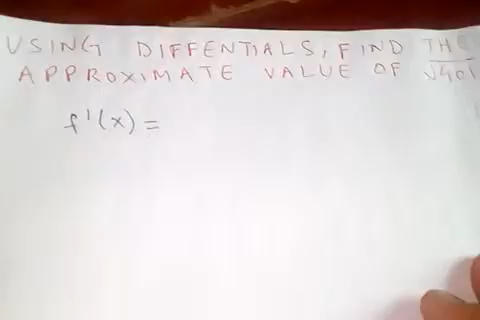 USING DIFFENTIALS, FIND THE
APPROXIMATE VALUE OF √401
f'(x) =